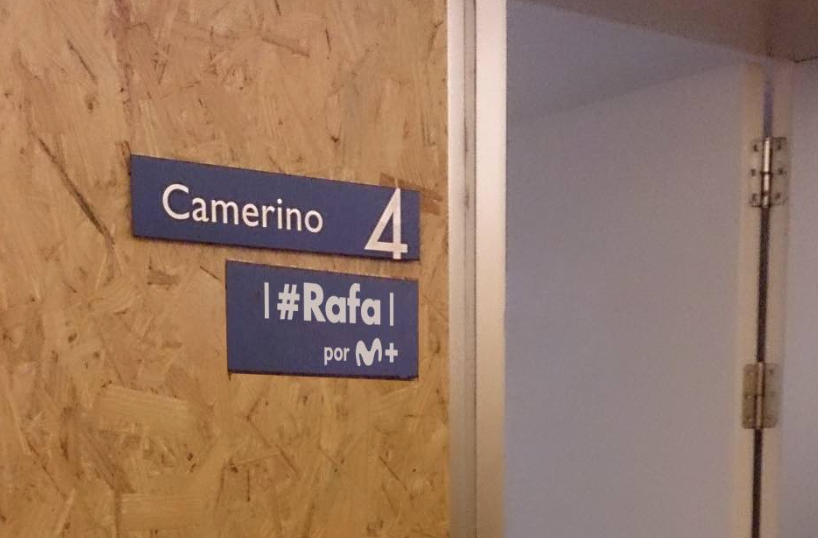 Camerino 4
|#Rafa|
por M+